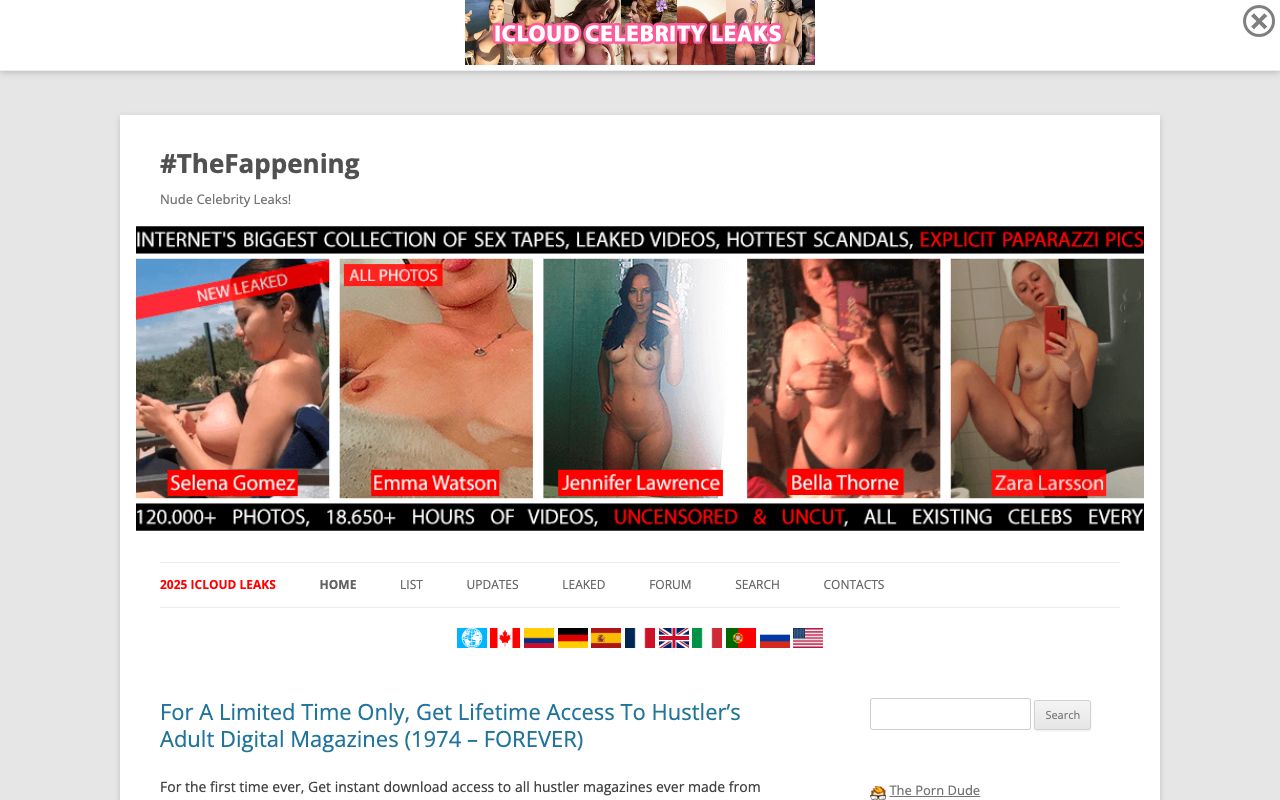 ICLOUD CELEBRITY LEAKS
#TheFappening
Nude Celebrity Leaks!
INTERNET'S BIGGEST COLLECTION OF SEX TAPES, LEAKED VIDEOS, HOTTEST SCANDALS, EXPLICIT PAPARAZZI PICS
NEW LEAKED
ALL PHOTOS
Selena Gomez
Emma Watson
Jennifer Lawrence
Bella Thorne
Zara Larsson
120.000+ PHOTOS, 18.650+ HOURS OF VIDEOS, UNCENSORED & UNCUT, ALL EXISTING CELEBS EVERY
2025 ICLOUD LEAKS HOME LIST UPDATES LEAKED FORUM SEARCH CONTACTS
For A Limited Time Only, Get Lifetime Access To Hustler’s
Adult Digital Magazines (1974 – FOREVER)
Search
For the first time ever, Get instant download access to all hustler magazines ever made from
The Porn Dude